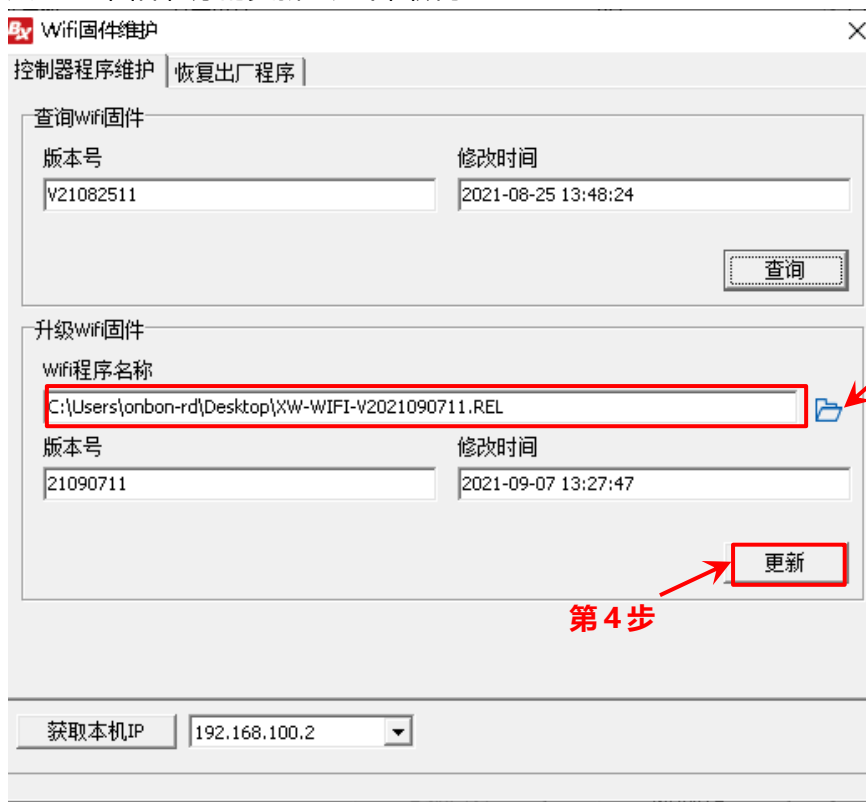 BX Wifi固件维护
控制器程序维护 恢复出厂程序
查询Wifi固件
版本号 修改时间
V21082511 2021-08-25 13:48:24
查询
升级Wifi固件
Wifi程序名称
C:\Users\onbon-rd\Desktop\XW-WIFI-V2021090711.REL
版本号 修改时间
21090711 2021-09-07 13:27:47
更新
第4步
获取本机IP 192.168.100.2